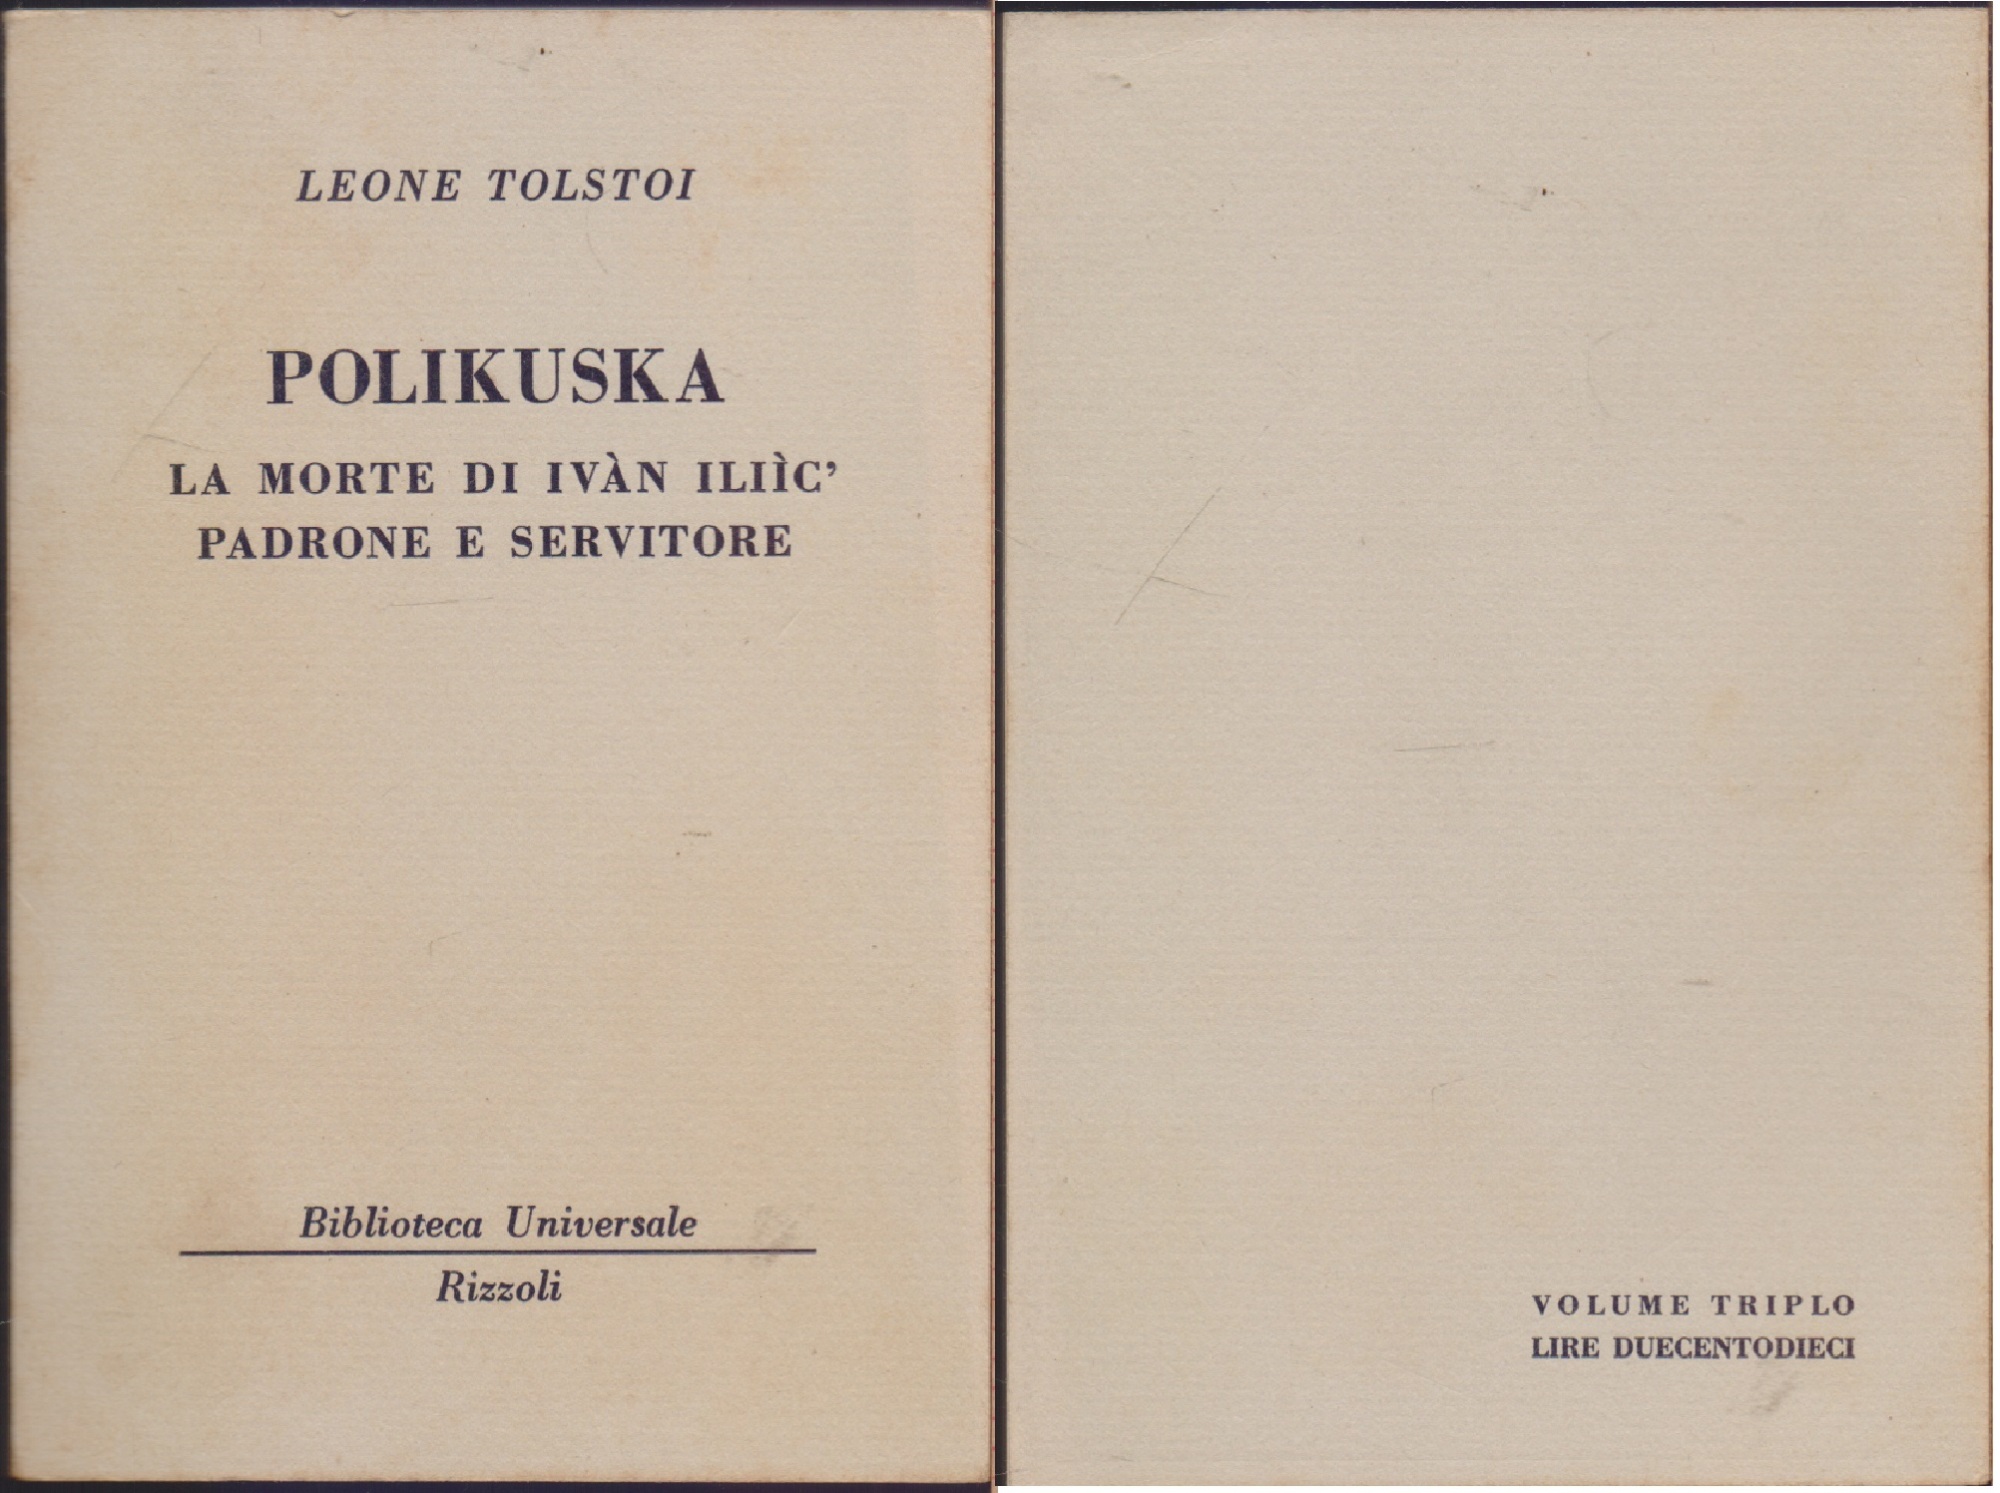 LEONE TOLSTOI
POLIKUSKA
LA MORTE DI IVÀN ILIÌC’
PADRONE E SERVITORE
Biblioteca Universale
Rizzoli
VOLUME TRIPLO
LIRE DUECENTODIECI